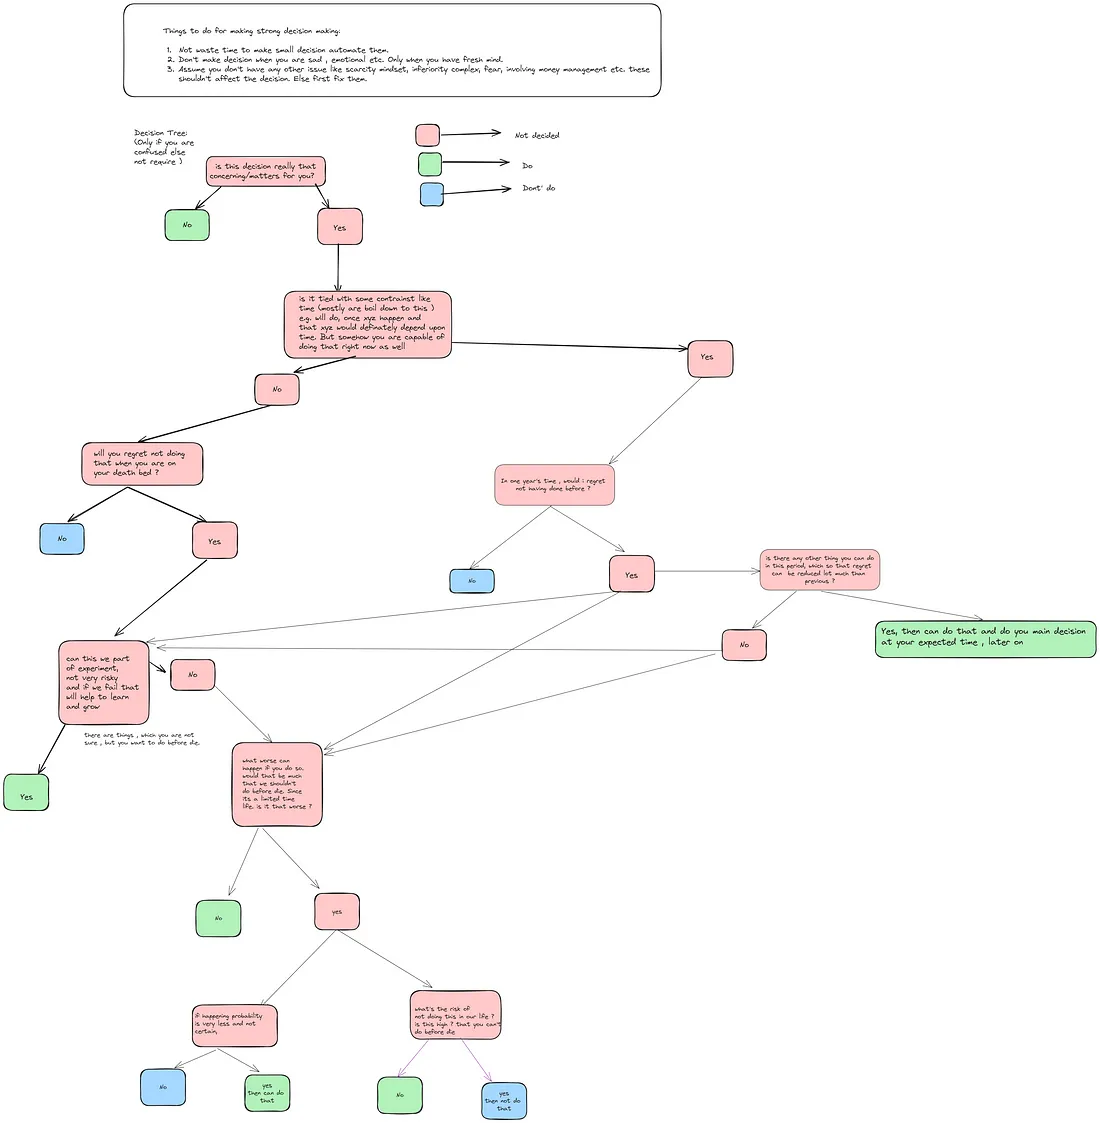 Things to do for making strong decision making:
1. Not waste time to make small decision automate them.
2. Don't make decision when you are sad , emotional etc. Only when you have fresh mind.
3. Assume you don't have any other issue like scarcity mindset, inferiority complex, fear, involving money management etc. these
shouldn't affect the decision. Else first fix them.
Decision Tree:
(Only if you are
confused else
not require )
Not decided
Do
Dont' do
is this decision really that
concerning/matters for you?
No
Yes
is it tied with some contrainst like
time (mostly are boil down to this )
e.g. will do, once xyz happen and
that xyz would definately depend upon
time. But somehow you are capable of
doing that right now as well
Yes
No
will you regret not doing
that when you are on
your death bed ?
In one year's time , would i regret
not having done before ?
No
Yes
No
Yes
is there any other thing you can do
in this period, which so that regret
can be reduced lot much than
previous ?
No
Yes, then can do that and do you main decision
at your expected time , later on
can this we part
of experiment,
not very risky
and if we fail that
will help to learn
and grow
No
there are things , which you are not
sure , but you want to do before die.
Yes
what worse can
happen if you do so.
would that be much
that we shouldn't
do before die. Since
its a limited time
life. is it that worse ?
No
yes
if happening probability
is very less and not
certain,
what's the risk of
not doing this in our life ?
is this high ? that you can't
do before die
No
yes
then can do
that
No
yes
then not do
that